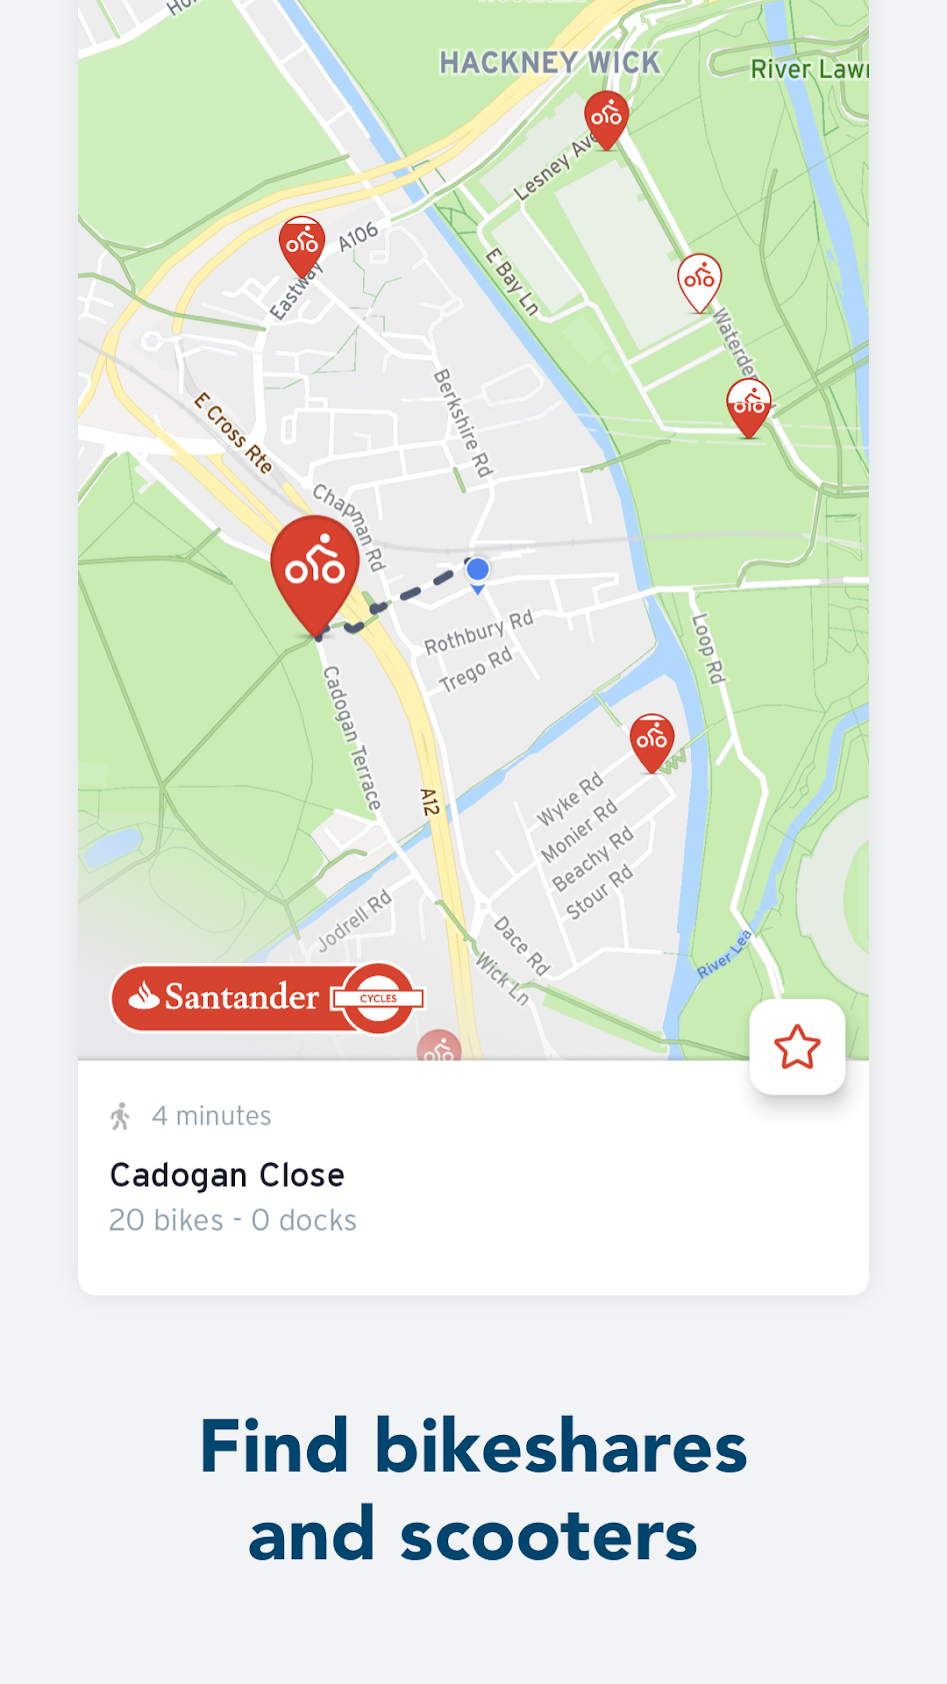 HACKNEY WICK
Lesney Ave
A106
Eastway
E Bay Ln
Waterden
Berkshire Rd
E Cross Rte
Chapman Rd
Rothbury Rd
Trego Rd
Loop Rd
Cadogan Terrace
A12
Wyke Rd
Monier Rd
Beachy Rd
Stour Rd
Jodrell Rd
Dace Rd
River Lea
Wick Ln
Santander CYCLES
4 minutes
Cadogan Close
20 bikes - 0 docks
Find bikeshares
and scooters